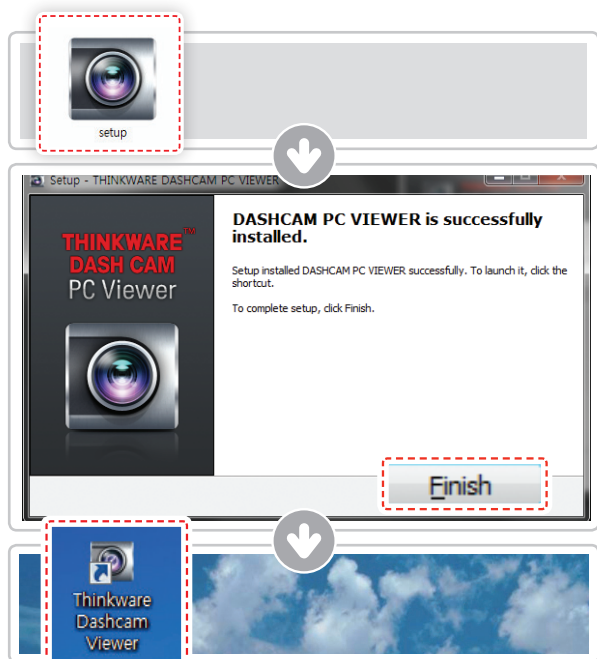 setup
Setup - THINKWARE DASHCAM PC VIEWER
THINKWARE™
DASH CAM
PC Viewer
DASHCAM PC VIEWER is successfully
installed.
Setup installed DASHCAM PC VIEWER successfully. To launch it, click the
shortcut.
To complete setup, click Finish.
Finish
Thinkware
Dashcam
Viewer